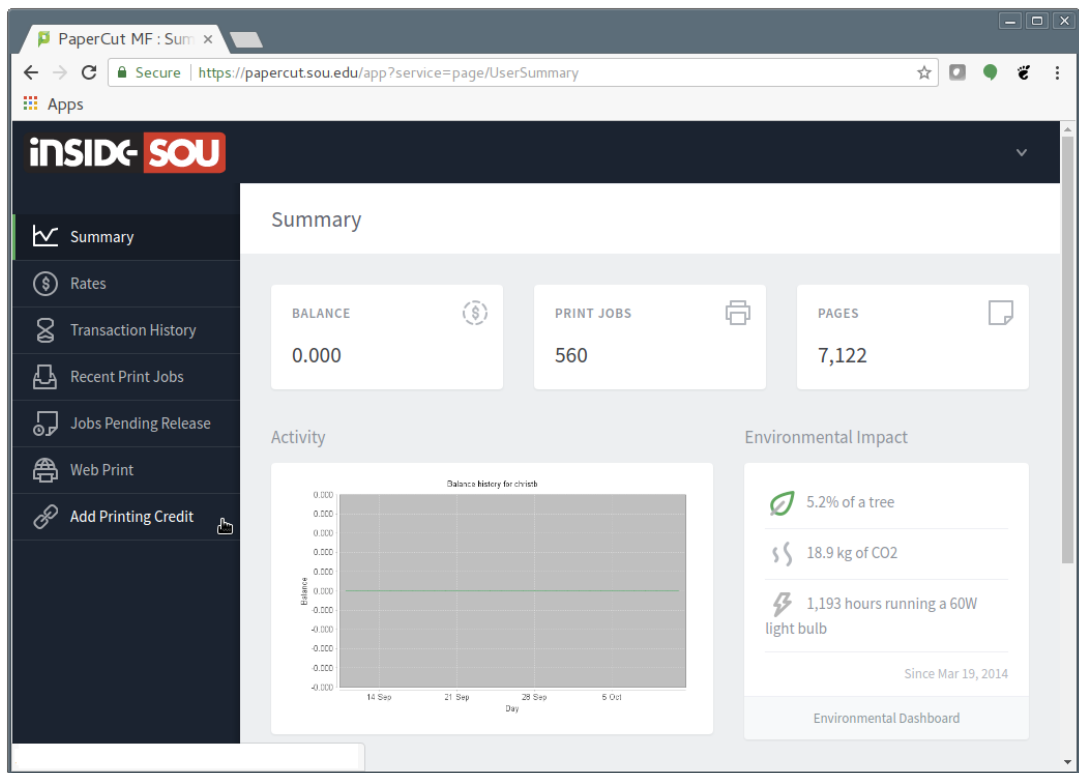 PaperCut MF : Sum
Secure https://papercut.sou.edu/app?service=page/UserSummary
Apps
inSIDE SOU
Summary
Summary
Rates
Transaction History
Recent Print Jobs
Jobs Pending Release
Web Print
Add Printing Credit
BALANCE
0.000
PRINT JOBS
560
PAGES
7,122
Activity
Balance history for christb
0.000
0.000
0.000
0.000
0.000
0.000
-0.000
-0.000
-0.000
-0.000
-0.000
Balance
14 Sep 21 Sep 28 Sep 5 Oct
Day
Environmental Impact
5.2% of a tree
18.9 kg of CO2
1,193 hours running a 60W
light bulb
Since Mar 19, 2014
Environmental Dashboard